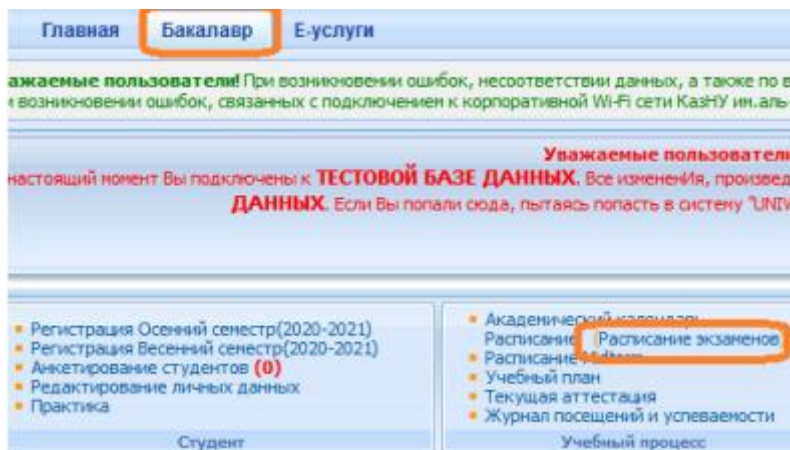 Главная Бакалавр Е-услуги
ажаемые пользователи! При возникновении ошибок, несоответствии данных, а также по в
и возникновении ошибок, связанных с подключением к корпоративной Wi-Fi сети КазНУ им.аль-
Уважаемые пользователи
настоящий момент Вы подключены к ТЕСТОВОЙ БАЗЕ ДАННЫХ. Все измененИя, произвед
ДАННЫХ. Если Вы попали сюда, пытаясь попасть в систему "UNIV
Регистрация Осенний семестр(2020-2021)
Регистрация Весенний семестр(2020-2021)
Анкетирование студентов (0)
Редактирование личных данных
Практика
Студент
Академический календарь
Расписание Расписание экзаменов
Расписание Midterm
Учебный план
Текущая аттестация
Журнал посещений и успеваемости
Учебный процесс